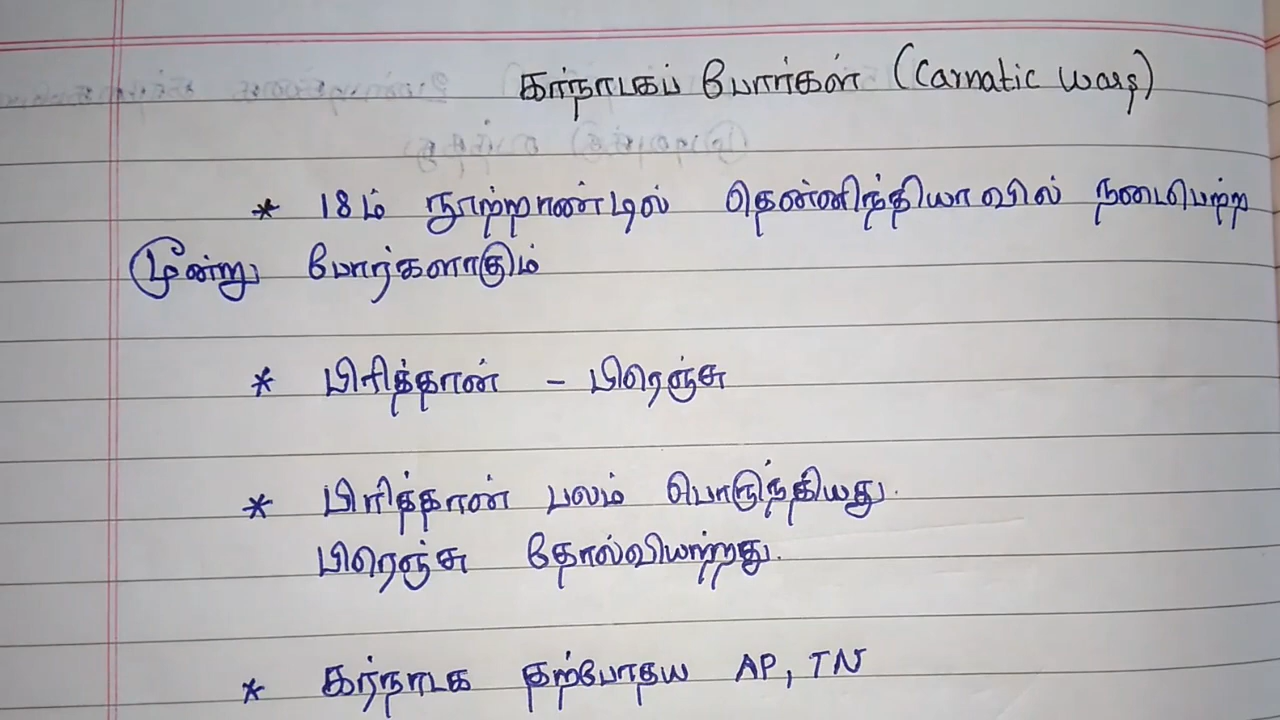 கர்நாடகப் போர்கள் (Carnatic Wars)
* 18ம் நூற்றாண்டில் தென்னிந்தியாவில் நடைபெற்ற
மூன்று போர்களாகும்
* பிரித்தான் - பிரெஞ்சு
* பிரித்தான் பலம் பொருந்தியது.
பிரெஞ்சு தோல்வியுற்றது.
* கர்நாடக தற்போதய AP, TN